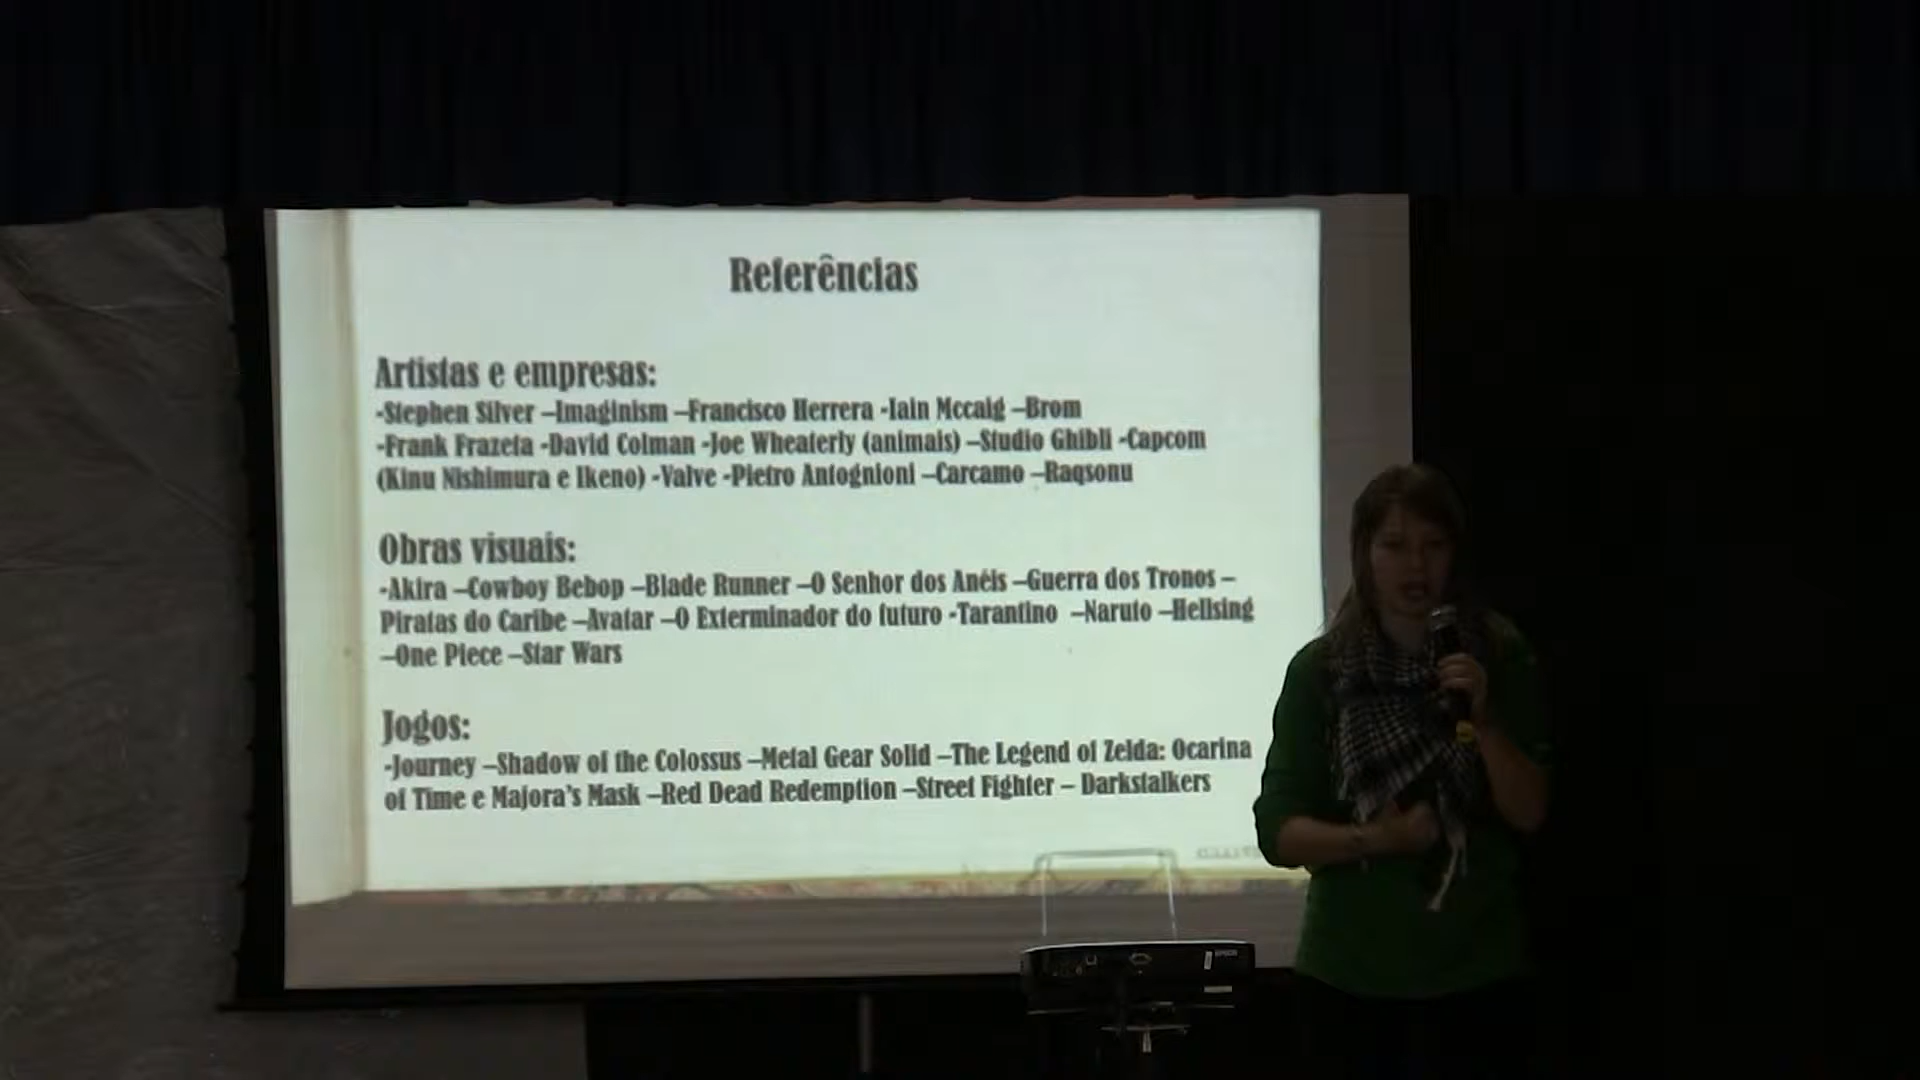 Referências
Artistas e empresas:
-Stephen Silver –Imaginism –Francisco Herrera -Iain Mccaig –Brom
-Frank Frazeta -David Colman -Joe Wheaterly (animais) –Studio Ghibli -Capcom
(Kinu Nishimura e Ikeno) -Valve -Pietro Antognioni –Carcamo –Raqsonu
Obras visuais:
-Akira –Cowboy Bebop –Blade Runner –O Senhor dos Anéis –Guerra dos Tronos –
Piratas do Caribe –Avatar –O Exterminador do futuro -Tarantino –Naruto –Hellsing
–One Piece –Star Wars
Jogos:
-Journey –Shadow of the Colossus –Metal Gear Solid –The Legend of Zelda: Ocarina
of Time e Majora's Mask –Red Dead Redemption –Street Fighter – Darkstalkers
EPSON